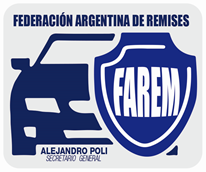 FEDERACIÓN ARGENTINA DE REMISES
FAREM
ALEJANDRO POLI
SECRETARIO GENERAL